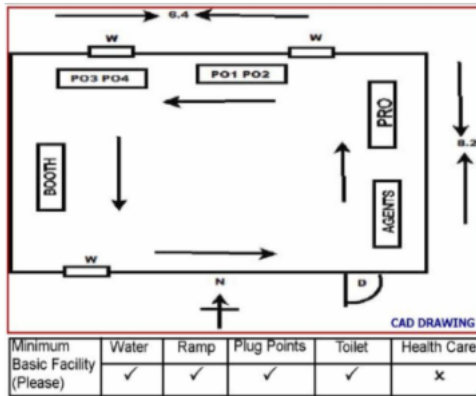 6.4
W
W
PO3 PO4
PO1 PO2
PRO
8.2
BOOTH
AGENTS
W
N
D
CAD DRAWING
Minimum Basic Facility (Please)
Water
Ramp
Plug Points
Toilet
Health Care
✓
✓
✓
✓
x